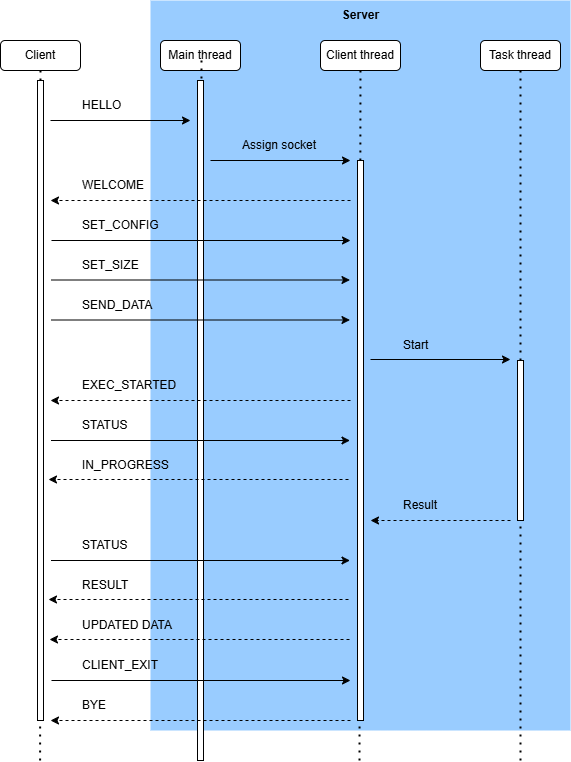 Server
Client
Main thread
Client thread
Task thread
HELLO
Assign socket
WELCOME
SET_CONFIG
SET_SIZE
SEND_DATA
Start
EXEC_STARTED
STATUS
IN_PROGRESS
Result
STATUS
RESULT
UPDATED DATA
CLIENT_EXIT
BYE